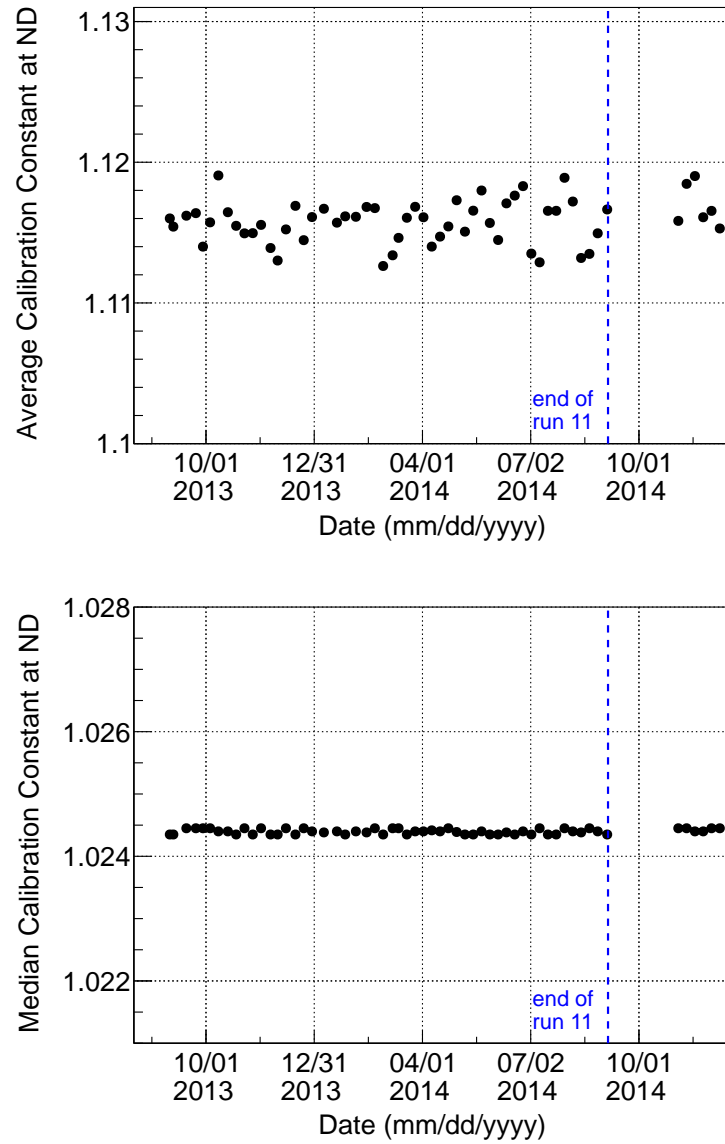 Average Calibration Constant at ND
1.13
1.12
1.11
1.1
end of
run 11
10/01 12/31 04/01 07/02 10/01
2013 2013 2014 2014 2014
Date (mm/dd/yyyy)
Median Calibration Constant at ND
1.028
1.026
1.024
1.022
end of
run 11
10/01 12/31 04/01 07/02 10/01
2013 2013 2014 2014 2014
Date (mm/dd/yyyy)